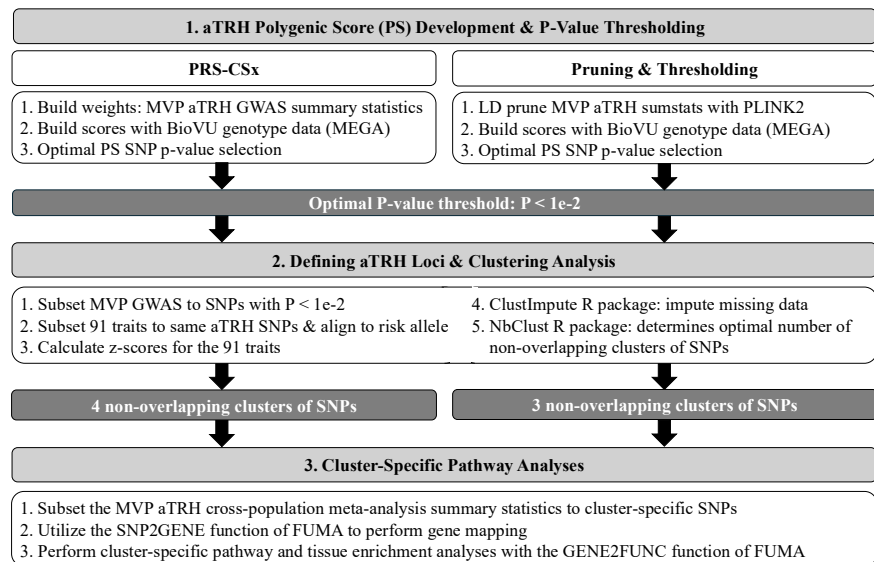 1. aTRH Polygenic Score (PS) Development & P-Value Thresholding
PRS-CSx
1. Build weights: MVP aTRH GWAS summary statistics
2. Build scores with BioVU genotype data (MEGA)
3. Optimal PS SNP p-value selection
Pruning & Thresholding
1. LD prune MVP aTRH sumstats with PLINK2
2. Build scores with BioVU genotype data (MEGA)
3. Optimal PS SNP p-value selection
Optimal P-value threshold: P < 1e-2
2. Defining aTRH Loci & Clustering Analysis
1. Subset MVP GWAS to SNPs with P < 1e-2
2. Subset 91 traits to same aTRH SNPs & align to risk allele
3. Calculate z-scores for the 91 traits
4. ClustImpute R package: impute missing data
5. NbClust R package: determines optimal number of
non-overlapping clusters of SNPs
4 non-overlapping clusters of SNPs
3 non-overlapping clusters of SNPs
3. Cluster-Specific Pathway Analyses
1. Subset the MVP aTRH cross-population meta-analysis summary statistics to cluster-specific SNPs
2. Utilize the SNP2GENE function of FUMA to perform gene mapping
3. Perform cluster-specific pathway and tissue enrichment analyses with the GENE2FUNC function of FUMA